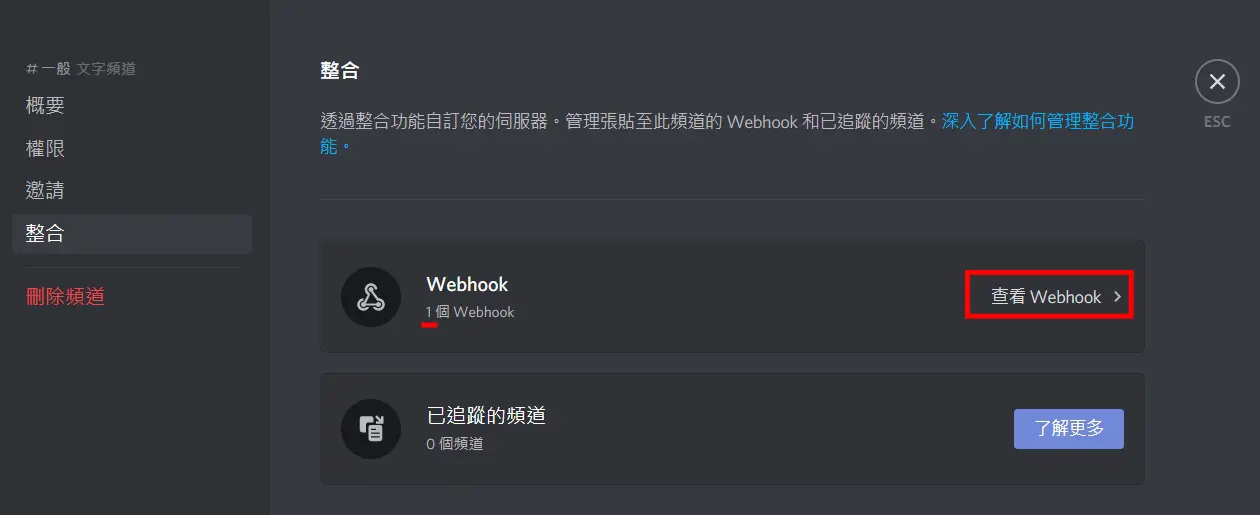 # 一般 文字頻道
概要
權限
邀請
整合
刪除頻道
整合
透過整合功能自訂您的伺服器。管理張貼至此頻道的 Webhook 和已追蹤的頻道。深入了解如何管理整合功
能。
ESC
Webhook
1 個 Webhook
查看 Webhook >
已追蹤的頻道
0 個頻道
了解更多